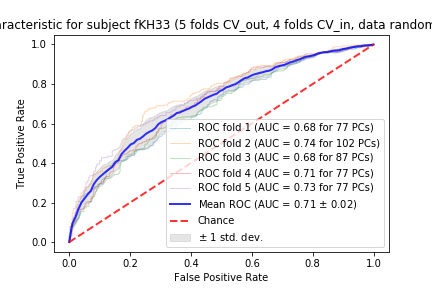 aracteristic for subject fKH33 (5 folds CV_out, 4 folds CV_in, data random
1.0
0.8
0.6
0.4
0.2
0.0
True Positive Rate
ROC fold 1 (AUC = 0.68 for 77 PCs)
ROC fold 2 (AUC = 0.74 for 102 PCs)
ROC fold 3 (AUC = 0.68 for 87 PCs)
ROC fold 4 (AUC = 0.71 for 77 PCs)
ROC fold 5 (AUC = 0.73 for 77 PCs)
Mean ROC (AUC = 0.71 ± 0.02)
Chance
± 1 std. dev.
0.0 0.2 0.4 0.6 0.8 1.0
False Positive Rate